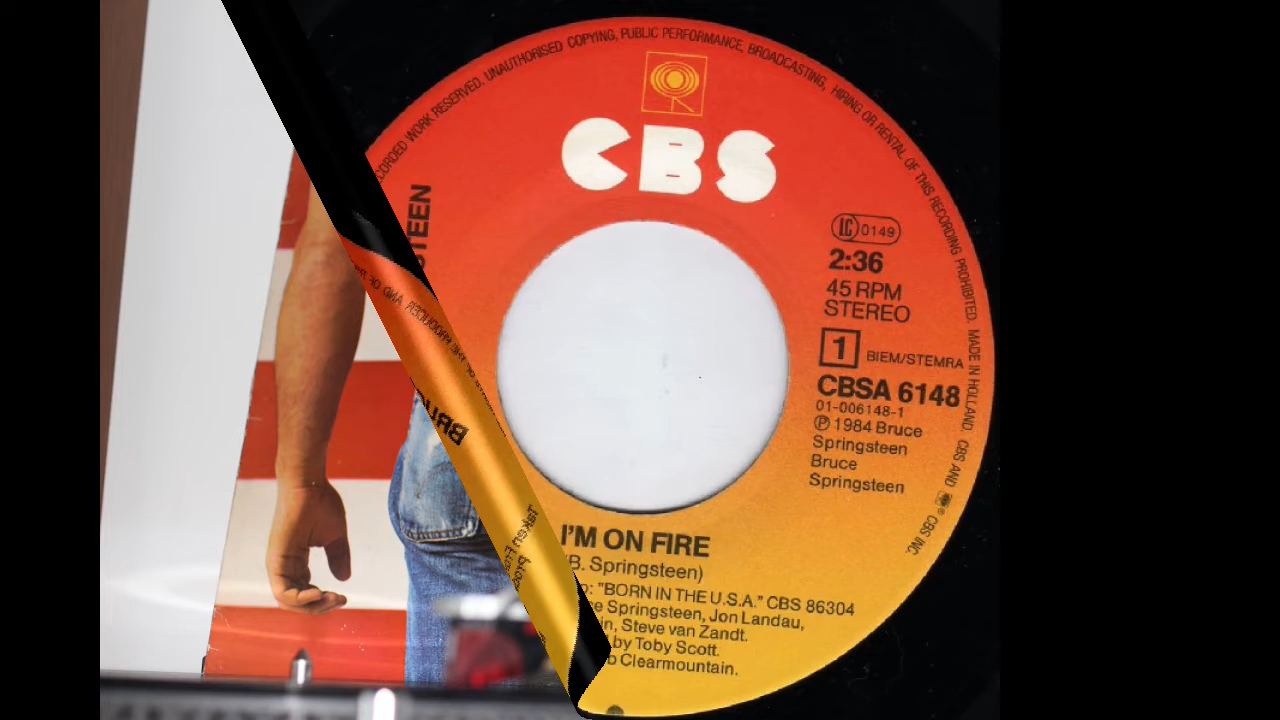 RECORDED WORK RESERVED. UNAUTHORISED COPYING, PUBLIC PERFORMANCE, BROADCASTING, HIRING OR RENTAL OF THIS RECORDING PROHIBITED. MADE IN HOLLAND. CBS AND ® CBS INC.
CBS
TEEN
LC 0149
2:36
45 RPM
STEREO
1 BIEM/STEMRA
CBSA 6148
01-006148-1
℗ 1984 Bruce
Springsteen
Bruce
Springsteen
I'M ON FIRE
(B. Springsteen)
: "BORN IN THE U.S.A." CBS 86304
Springsteen, Jon Landau,
Steve van Zandt.
by Toby Scott.
Clearmountain.